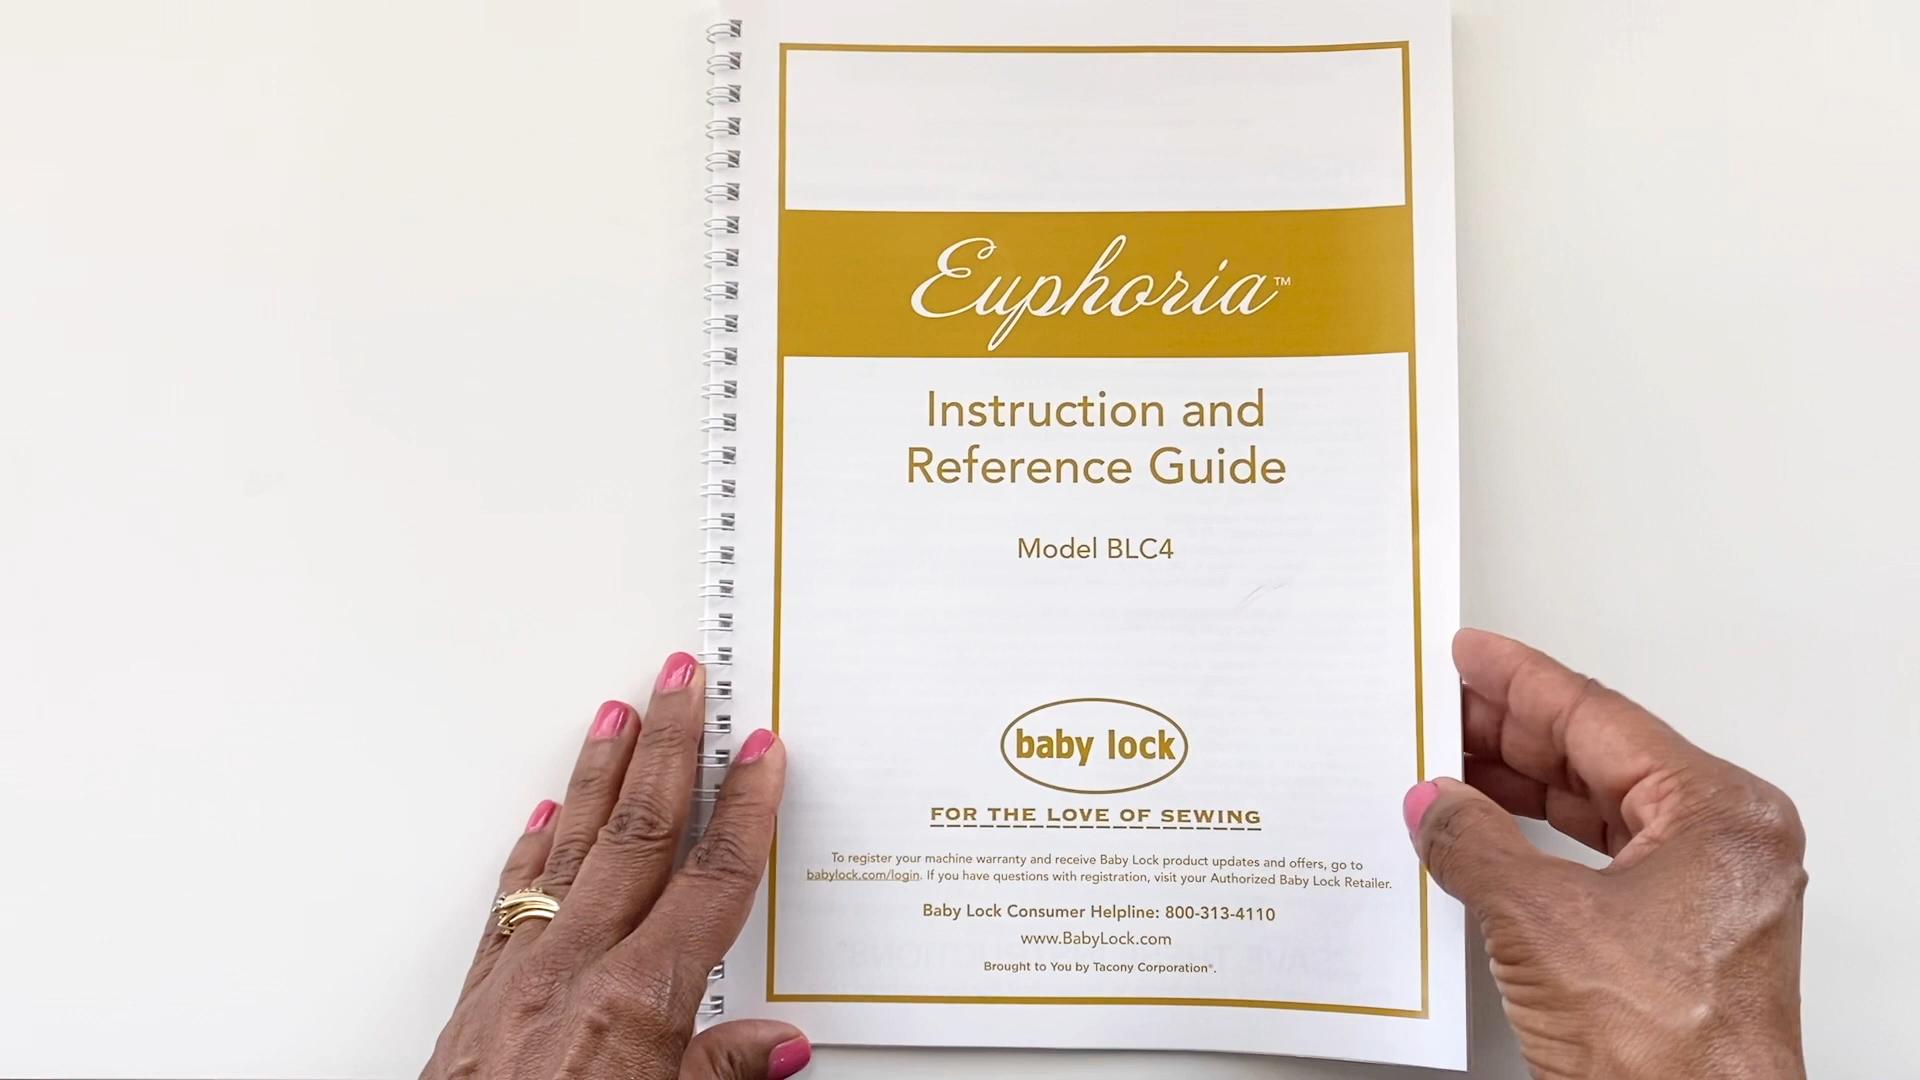 Euphoria™
Instruction and
Reference Guide
Model BLC4
baby lock
FOR THE LOVE OF SEWING
To register your machine warranty and receive Baby Lock product updates and offers, go to
babylock.com/login. If you have questions with registration, visit your Authorized Baby Lock Retailer.
Baby Lock Consumer Helpline: 800-313-4110
www.BabyLock.com
Brought to You by Tacony Corporation®.